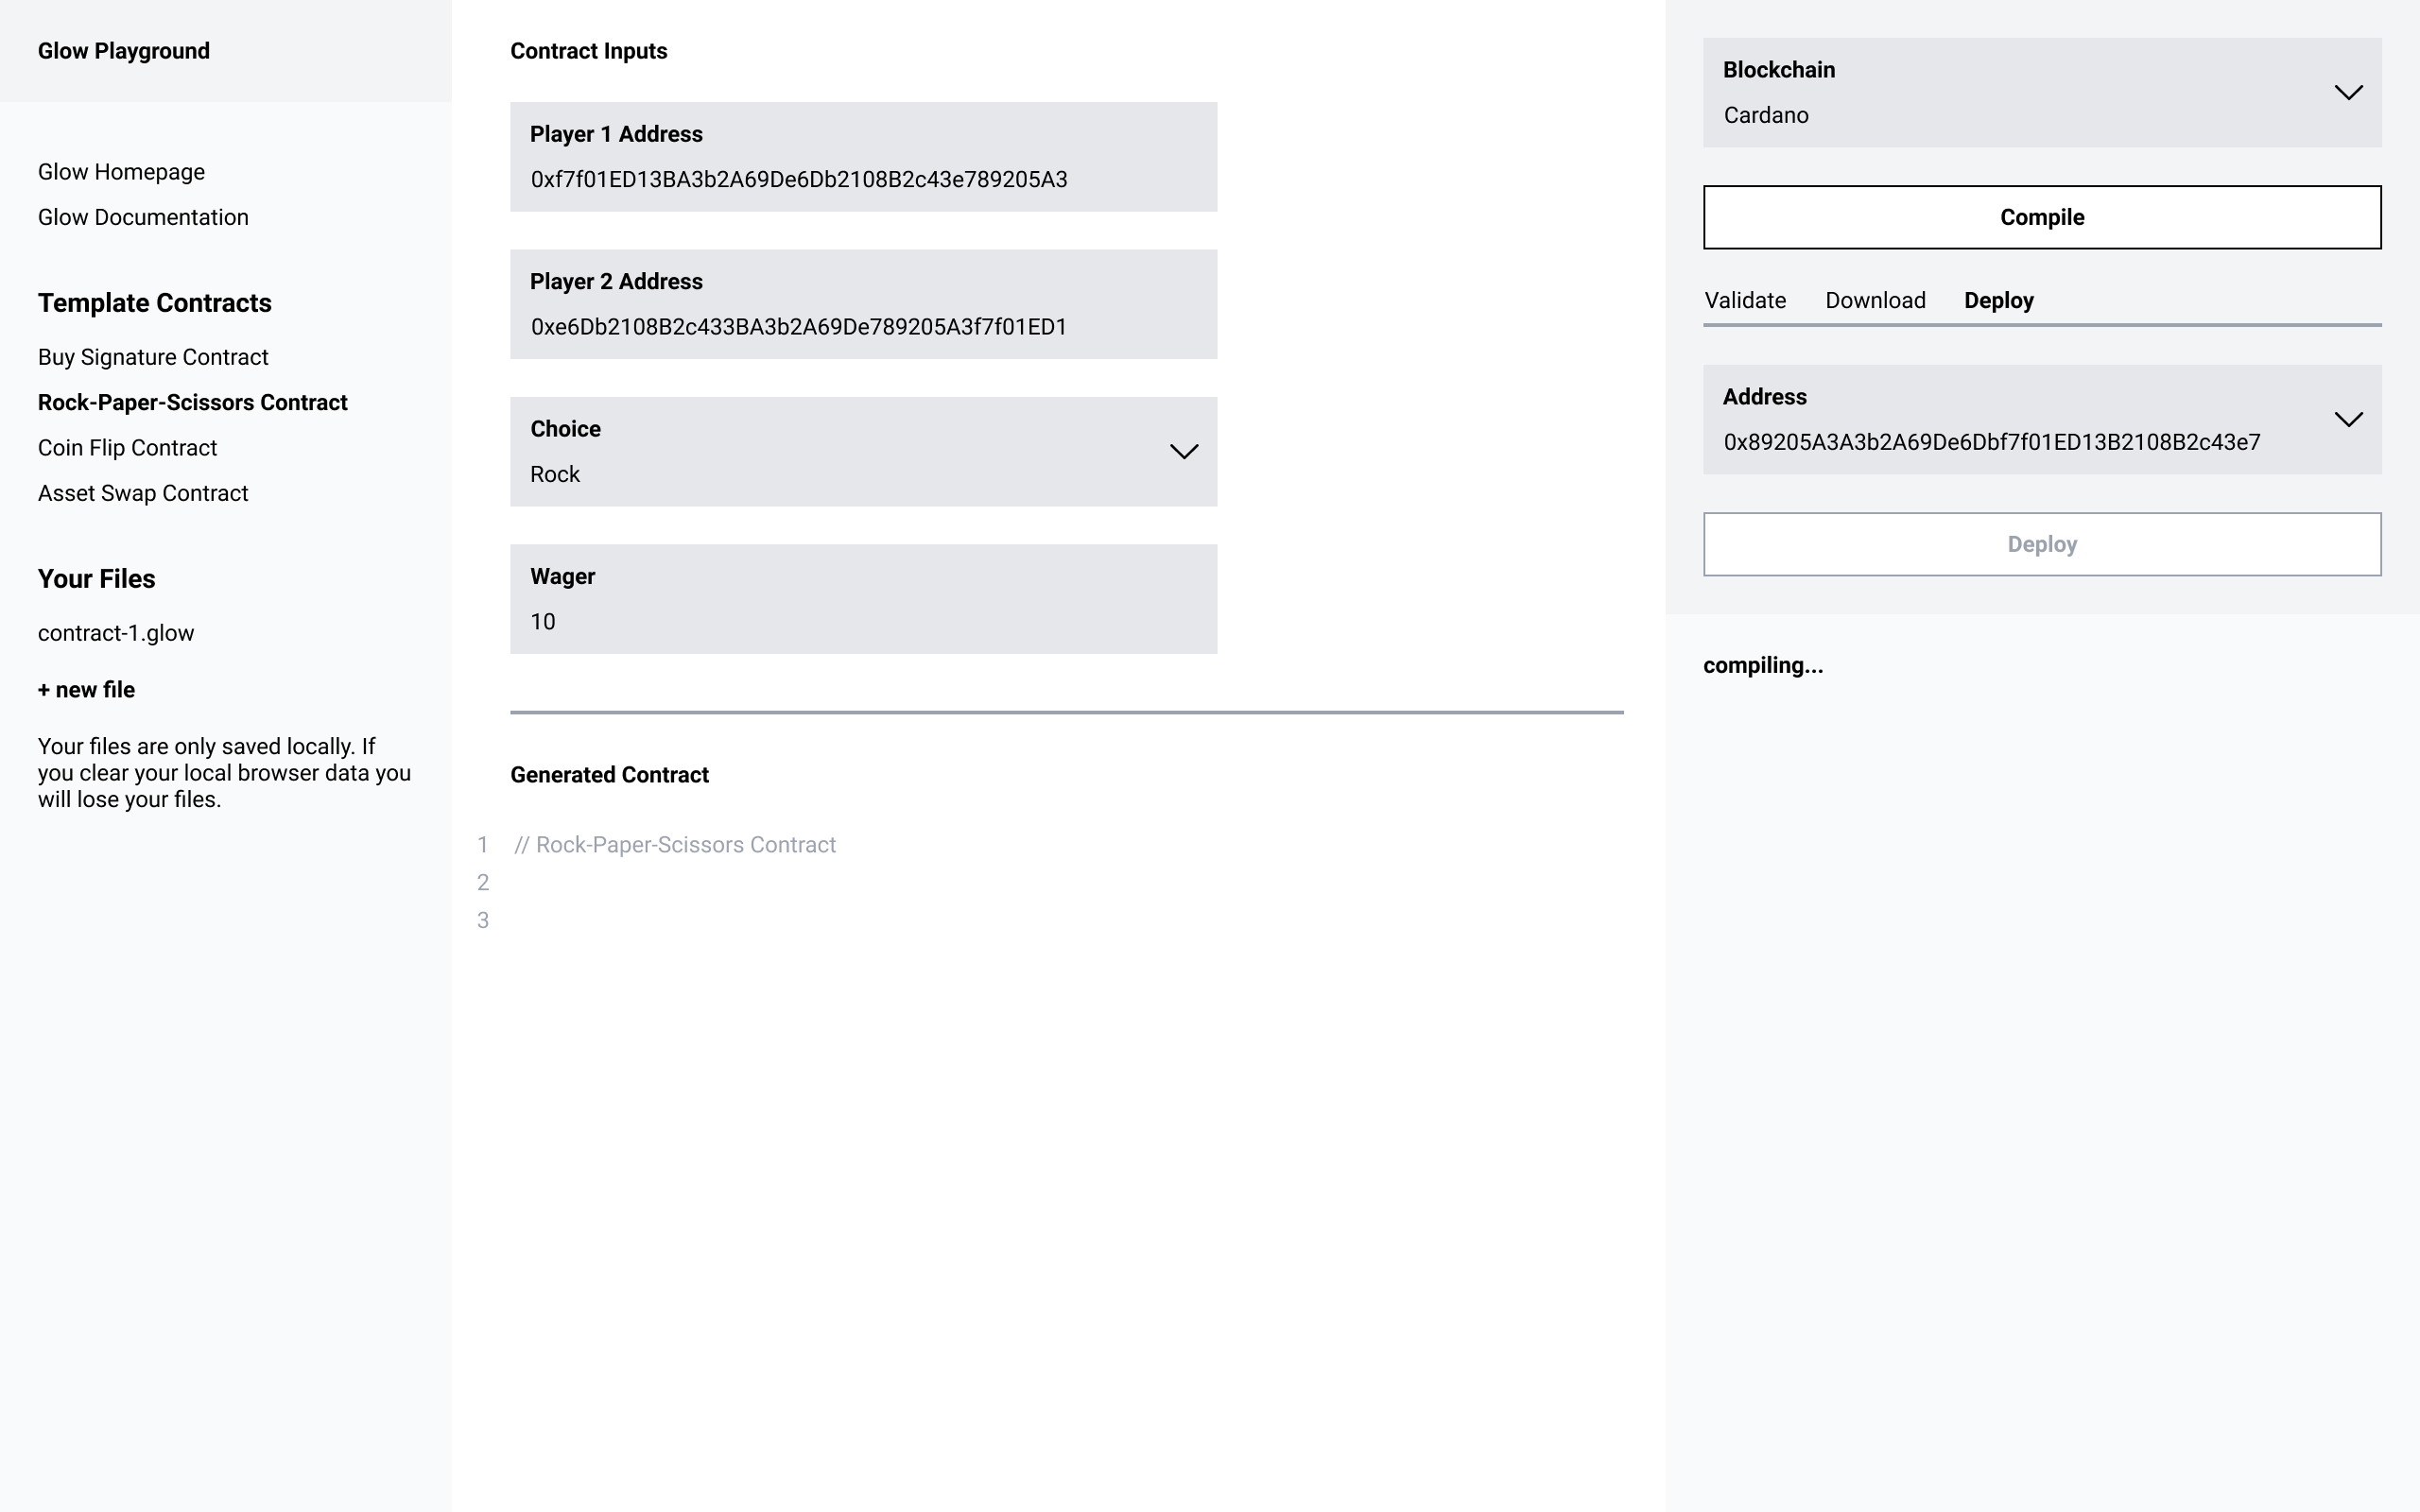 Glow Playground
Glow Homepage
Glow Documentation
Template Contracts
Buy Signature Contract
Rock-Paper-Scissors Contract
Coin Flip Contract
Asset Swap Contract
Your Files
contract-1.glow
+ new file
Your files are only saved locally. If
you clear your local browser data you
will lose your files.
Contract Inputs
Player 1 Address
0xf7f01ED13BA3b2A69De6Db2108B2c43e789205A3
Player 2 Address
0xe6Db2108B2c433BA3b2A69De789205A3f7f01ED1
Choice
Rock
Wager
10
Generated Contract
1 // Rock-Paper-Scissors Contract
2
3
Blockchain
Cardano
Compile
Validate Download Deploy
Address
0x89205A3A3b2A69De6Dbf7f01ED13B2108B2c43e7
Deploy
compiling...